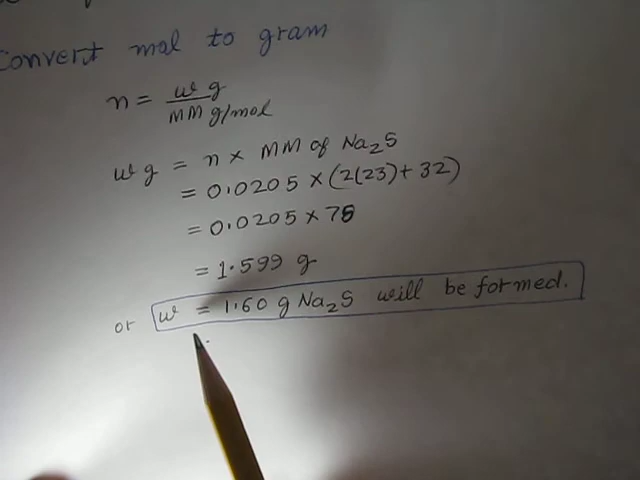 Convert mol to gram
n = w g / MM g/mol
w g = n × MM of Na₂S
= 0.0205 × (2(23) + 32)
= 0.0205 × 78
= 1.599 g
or w = 1.60 g Na₂S will be formed.